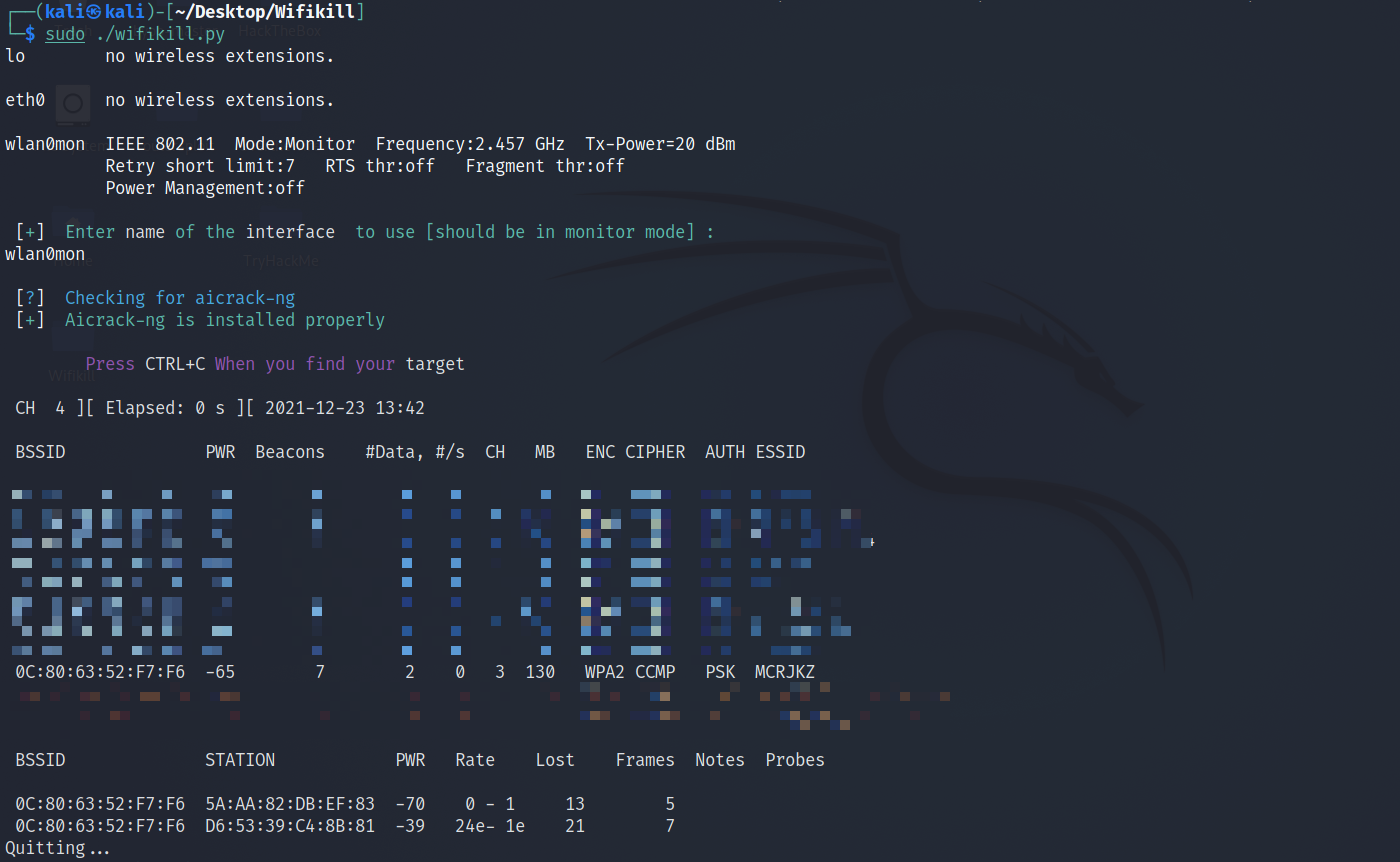 ┌──(kali㉿kali)-[~/Desktop/Wifikill]
└─$ sudo ./wifikill.py
HackTheBox
lo        no wireless extensions.
eth0      no wireless extensions.
wlan0mon  IEEE 802.11  Mode:Monitor  Frequency:2.457 GHz  Tx-Power=20 dBm
Retry short limit:7   RTS thr:off   Fragment thr:off
Power Management:off
[+]  Enter name of the interface  to use [should be in monitor mode] :
wlan0mon
TryHackMe
[?]  Checking for aicrack-ng
[+]  Aicrack-ng is installed properly
Press CTRL+C When you find your target
Wifikill
CH  4 ][ Elapsed: 0 s ][ 2021-12-23 13:42
BSSID              PWR  Beacons    #Data, #/s  CH   MB   ENC CIPHER  AUTH ESSID
0C:80:63:52:F7:F6  -65        7        2    0   3  130   WPA2 CCMP   PSK  MCRJKZ
BSSID              STATION            PWR   Rate    Lost    Frames  Notes  Probes
0C:80:63:52:F7:F6  5A:AA:82:DB:EF:83  -70    0 - 1     13        5
0C:80:63:52:F7:F6  D6:53:39:C4:8B:81  -39   24e- 1e    21        7
Quitting...